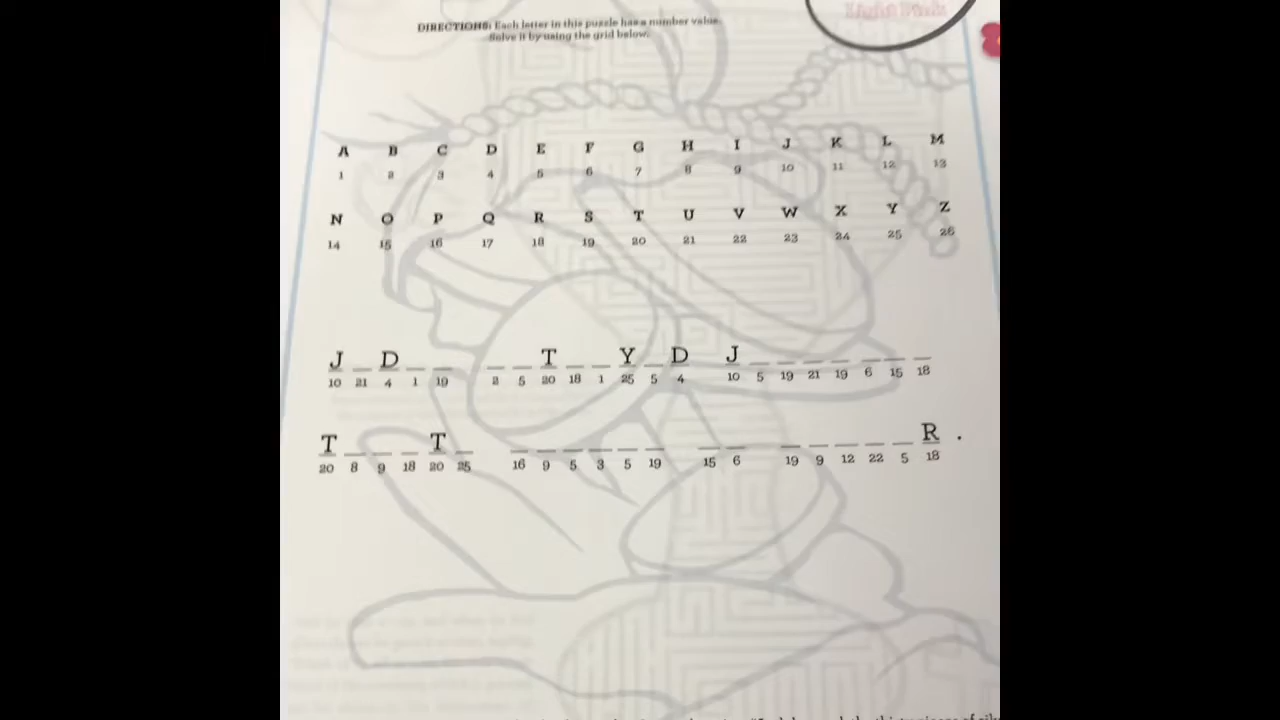 DIRECTIONS: Each letter in this puzzle has a number value.
Solve it by using the grid below.
A B C D E F G H I J K L M
1 2 3 4 5 6 7 8 9 10 11 12 13
N O P Q R S T U V W X Y Z
14 15 16 17 18 19 20 21 22 23 24 25 26
J _ D _ _ _ _ T _ _ Y _ D J _ _ _ _ _ _ _
10 21 4 1 19 2 5 20 18 1 25 5 4 10 5 19 21 19 6 15 18
T _ _ _ T _ _ _ _ _ _ _ _ _ _ _ _ _ _ R .
20 8 9 18 20 25 16 9 5 3 5 19 15 6 19 9 12 22 5 18